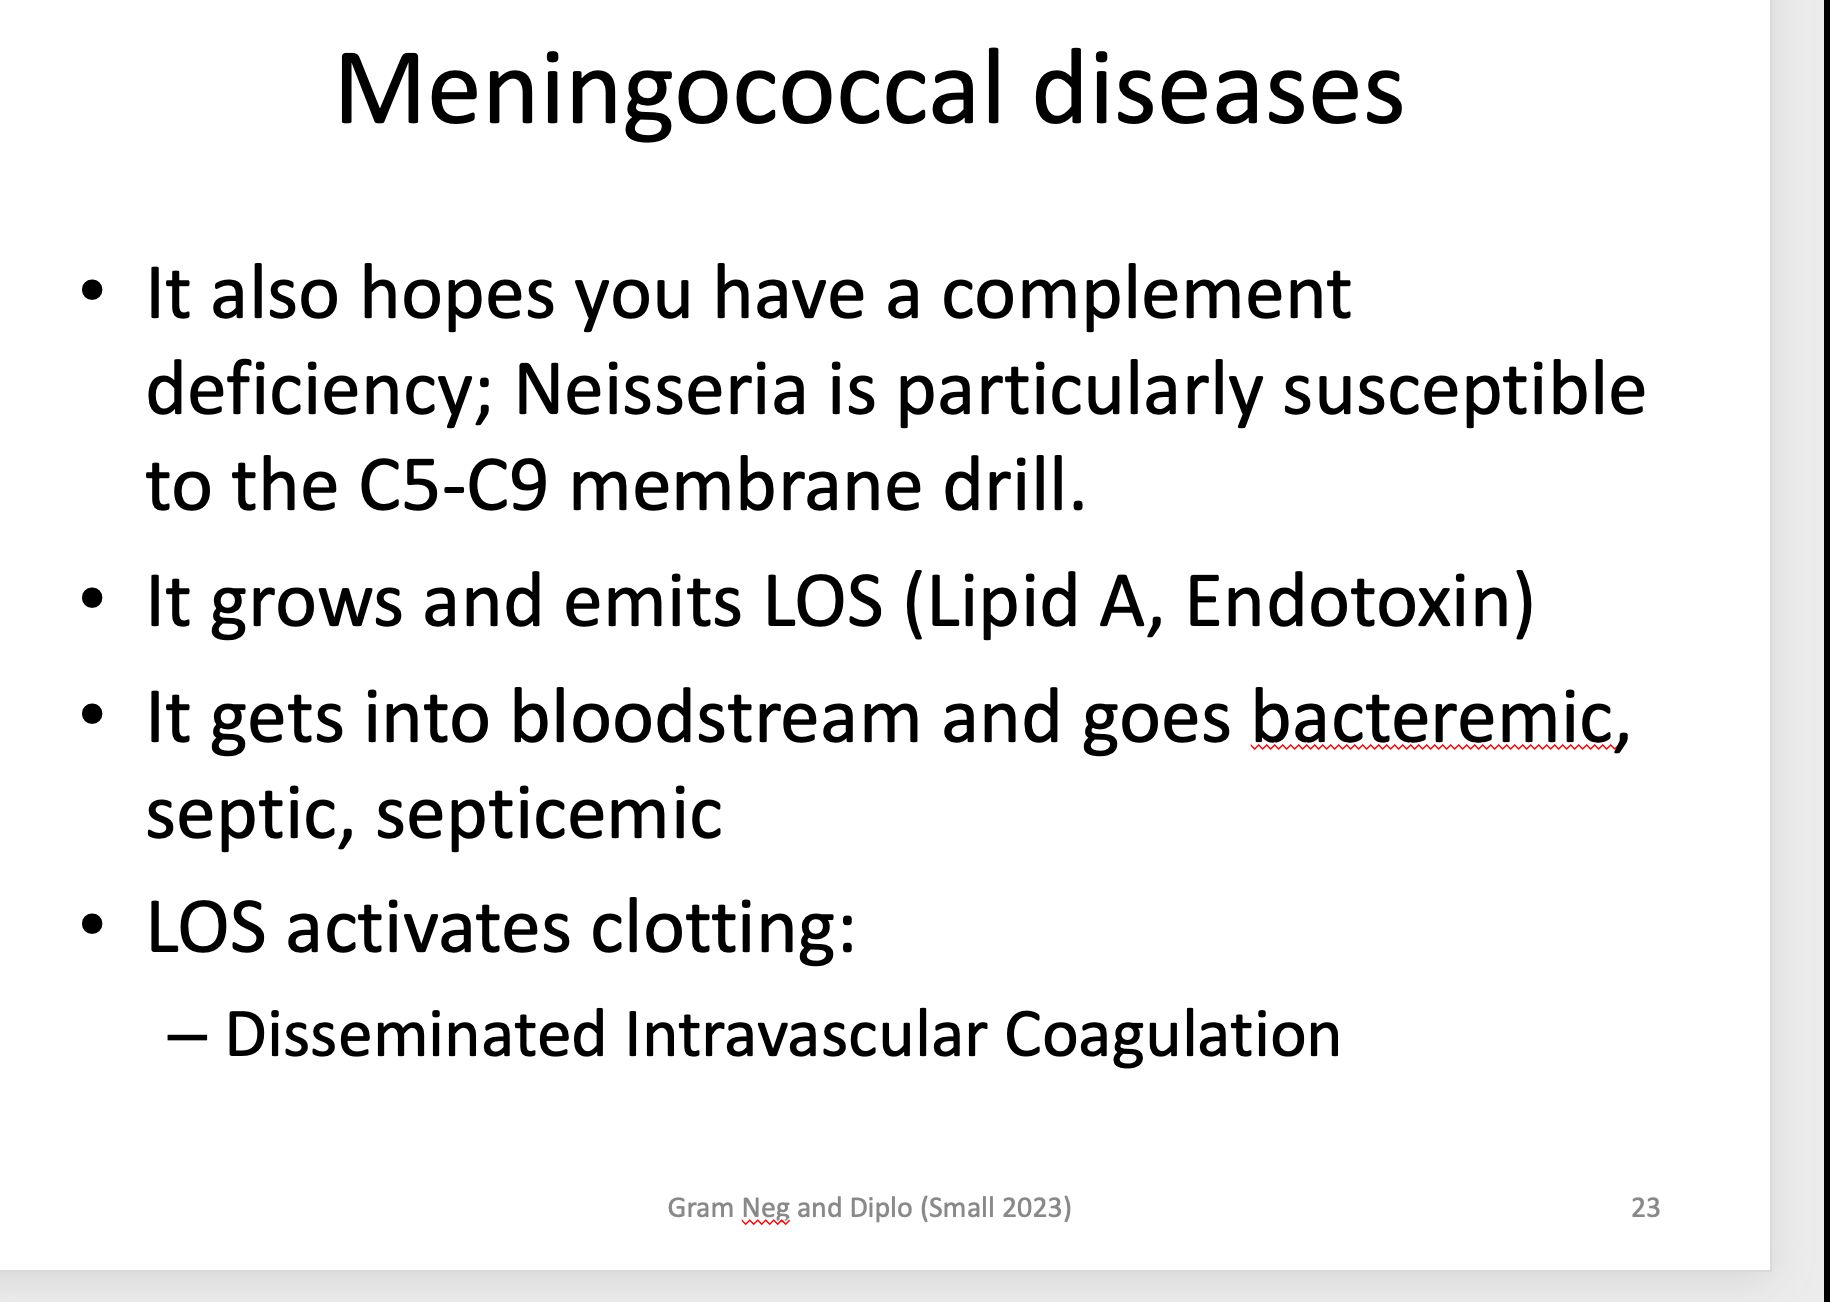 Meningococcal diseases
• It also hopes you have a complement
deficiency; Neisseria is particularly susceptible
to the C5-C9 membrane drill.
• It grows and emits LOS (Lipid A, Endotoxin)
• It gets into bloodstream and goes bacteremic,
septic, septicemic
• LOS activates clotting:
– Disseminated Intravascular Coagulation
Gram Neg and Diplo (Small 2023)
23